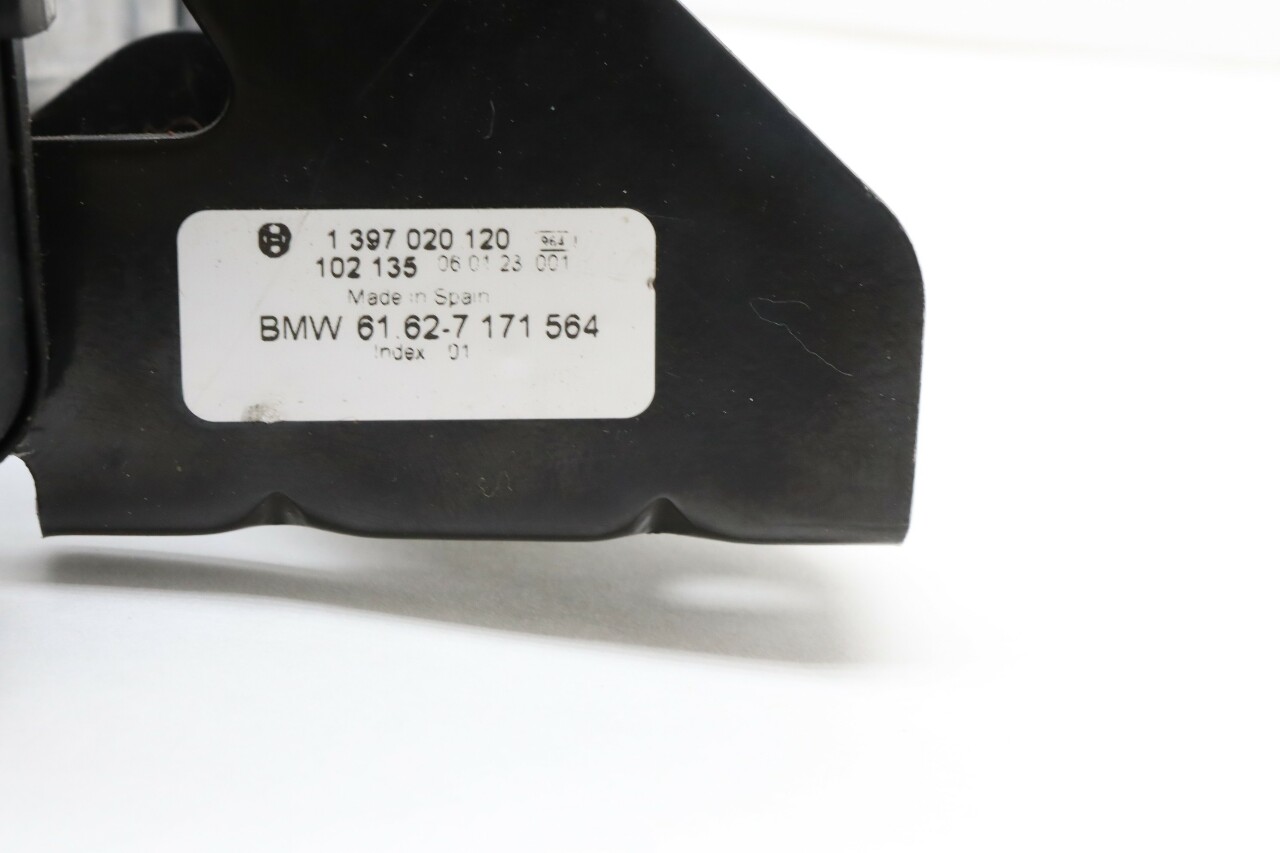 1 397 020 120 964
102 135 06 01 23 001
Made in Spain
BMW 61.62-7 171 564
Index 01